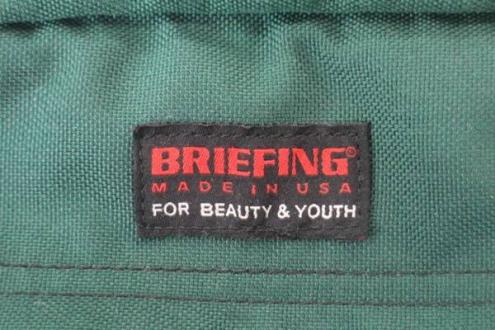 BRIEFING®
MADE IN USA
FOR BEAUTY & YOUTH